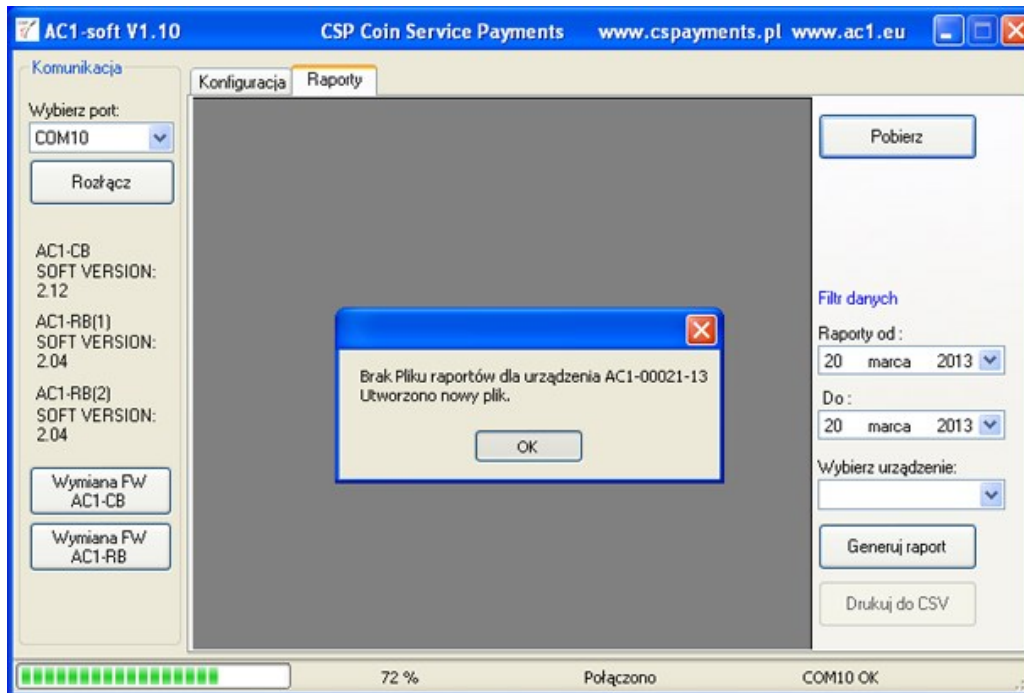 AC1-soft V1.10 CSP Coin Service Payments www.cspayments.pl www.ac1.eu
Komunikacja
Wybierz port:
COM10
Rozłącz
AC1-CB
SOFT VERSION:
2.12
AC1-RB(1)
SOFT VERSION:
2.04
AC1-RB(2)
SOFT VERSION:
2.04
Wymiana FW
AC1-CB
Wymiana FW
AC1-RB
Konfiguracja Raporty
Brak Pliku raportów dla urządzenia AC1-00021-13
Utworzono nowy plik.
OK
Pobierz
Filtr danych
Raporty od :
20 marca 2013
Do :
20 marca 2013
Wybierz urządzenie:
Generuj raport
Drukuj do CSV
72 % Połączono COM10 OK